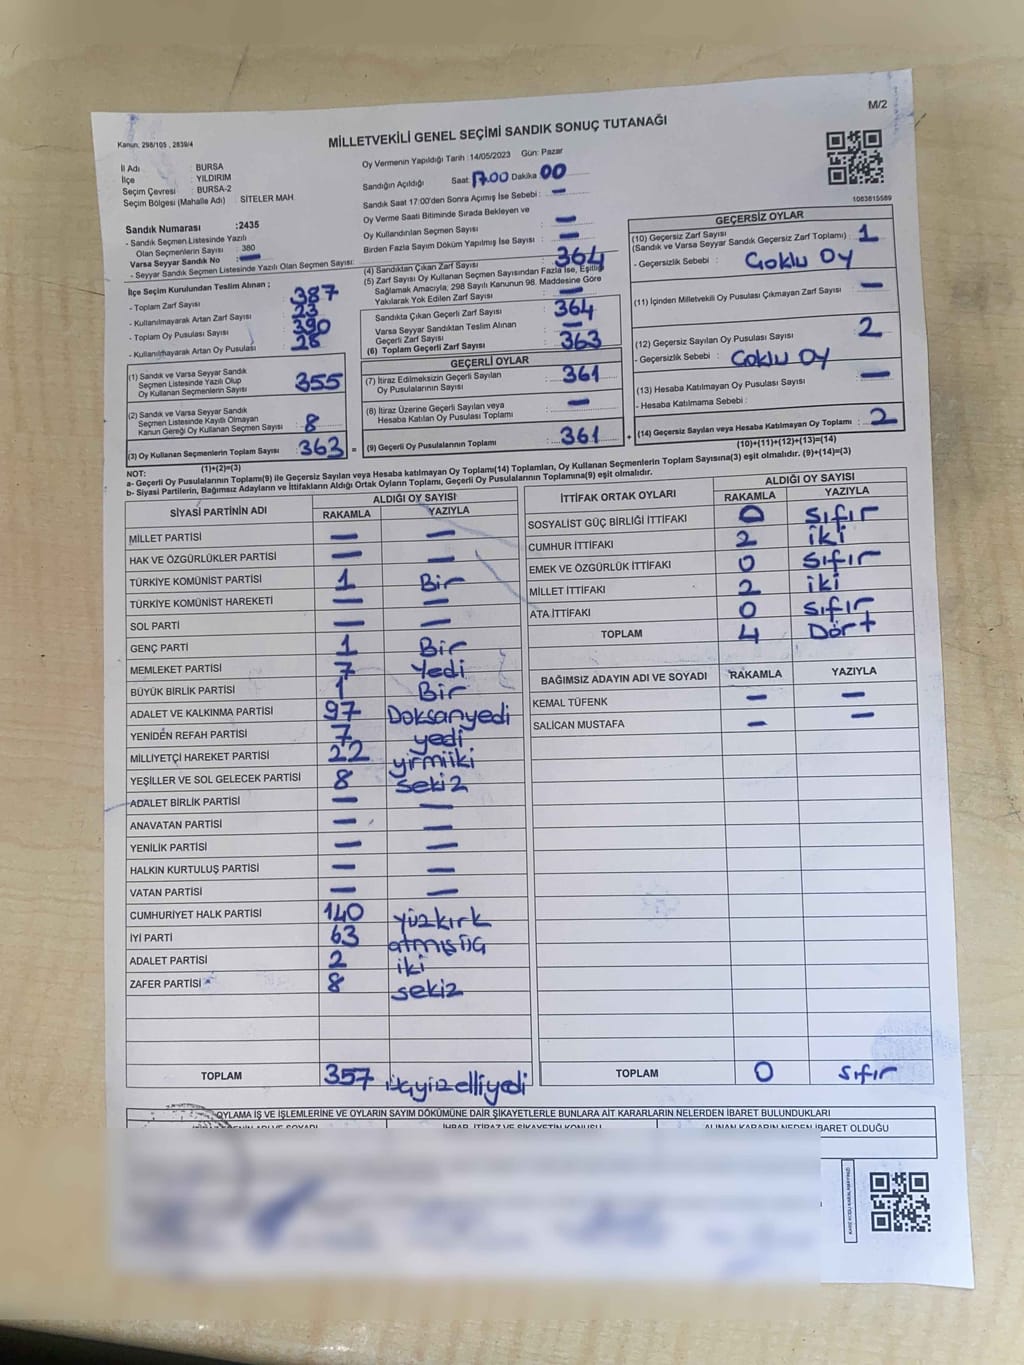 M/2
Kanun, 298/105 , 2839/4
MİLLETVEKİLİ GENEL SEÇİMİ SANDIK SONUÇ TUTANAĞI
İl Adı : BURSA
İlçe : YILDIRIM
Seçim Çevresi : BURSA-2
Seçim Bölgesi (Mahalle Adı) : SİTELER MAH.
Oy Vermenin Yapıldığı Tarih :14/05/2023 Gün: Pazar
Sandığın Açıldığı Saat: 17.00 Dakika 00
Sandık Saat 17:00'den Sonra Açımış İse Sebebi : —
Oy Verme Saati Bitiminde Sırada Bekleyen ve
Oy Kullandırılan Seçmen Sayısı : —
Birden Fazla Sayım Döküm Yapılmış İse Sayısı : —
1083815589
Sandık Numarası :2435
- Sandık Seçmen Listesinde Yazılı
Olan Seçmenlerin Sayısı : 380
Varsa Seyyar Sandık No : —
- Seyyar Sandık Seçmen Listesinde Yazılı Olan Seçmen Sayısı:
İlçe Seçim Kurulundan Teslim Alınan ;
- Toplam Zarf Sayısı : 387
- Kullanılmayarak Artan Zarf Sayısı : 23
- Toplam Oy Pusulası Sayısı : 390
- Kullanılmayarak Artan Oy Pusulası : 28
(1) Sandık ve Varsa Seyyar Sandık
Seçmen Listesinde Yazılı Olup
Oy Kullanan Seçmenlerin Sayısı : 355
(2) Sandık ve Varsa Seyyar Sandık
Seçmen Listesinde Kayıtlı Olmayan
Kanun Gereği Oy Kullanan Seçmen Sayısı : 8
(3) Oy Kullanan Seçmenlerin Toplam Sayısı : 363
(1)+(2)=(3)
(4) Sandıktan Çıkan Zarf Sayısı : 364
(5) Zarf Sayısı Oy Kullanan Seçmen Sayısından Fazla İse, Eşitliği
Sağlamak Amacıyla, 298 Sayılı Kanunun 98. Maddesine Göre
Yakılarak Yok Edilen Zarf Sayısı : —
Sandıkta Çıkan Geçerli Zarf Sayısı : 364
Varsa Seyyar Sandıktan Teslim Alınan
Geçerli Zarf Sayısı : —
(6) Toplam Geçerli Zarf Sayısı : 363
GEÇERLİ OYLAR
(7) İtiraz Edilmeksizin Geçerli Sayılan
Oy Pusulalarının Sayısı : 361
(8) İtiraz Üzerine Geçerli Sayılan veya
Hesaba Katılan Oy Pusulası Toplamı : —
= (9) Geçerli Oy Pusulalarının Toplamı : 361 +
GEÇERSİZ OYLAR
(10) Geçersiz Zarf Sayısı : 1
(Sandık ve Varsa Seyyar Sandık Geçersiz Zarf Toplamı)
- Geçersizlik Sebebi : Çoklu Oy
(11) İçinden Milletvekili Oy Pusulası Çıkmayan Zarf Sayısı : —
(12) Geçersiz Sayılan Oy Pusulası Sayısı : 2
- Geçersizlik Sebebi : Çoklu Oy
(13) Hesaba Katılmayan Oy Pusulası Sayısı : —
- Hesaba Katılmama Sebebi :
(14) Geçersiz Sayılan veya Hesaba Katılmayan Oy Toplamı : 2
(10)+(11)+(12)+(13)=(14)
NOT:
a- Geçerli Oy Pusulalarının Toplamı(9) ile Geçersiz Sayılan veya Hesaba katılmayan Oy Toplamı(14) Toplamları, Oy Kullanan Seçmenlerin Toplam Sayısına(3) eşit olmalıdır. (9)+(14)=(3)
b- Siyasi Partilerin, Bağımsız Adayların ve İttifakların Aldığı Ortak Oyların Toplamı, Geçerli Oy Pusulalarının Toplamına(9) eşit olmalıdır.
SİYASİ PARTİNİN ADI ALDIĞI OY SAYISI
RAKAMLA YAZIYLA
MİLLET PARTİSİ — —
HAK VE ÖZGÜRLÜKLER PARTİSİ — —
TÜRKİYE KOMÜNİST PARTİSİ 1 Bir
TÜRKİYE KOMÜNİST HAREKETİ — —
SOL PARTİ — —
GENÇ PARTİ 1 Bir
MEMLEKET PARTİSİ 7 Yedi
BÜYÜK BİRLİK PARTİSİ 1 Bir
ADALET VE KALKINMA PARTİSİ 97 Doksanyedi
YENİDEN REFAH PARTİSİ 7 yedi
MİLLİYETÇİ HAREKET PARTİSİ 22 yirmiiki
YEŞİLLER VE SOL GELECEK PARTİSİ 8 sekiz
ADALET BİRLİK PARTİSİ — —
ANAVATAN PARTİSİ — —
YENİLİK PARTİSİ — —
HALKIN KURTULUŞ PARTİSİ — —
VATAN PARTİSİ — —
CUMHURİYET HALK PARTİSİ 140 yüzkırk
İYİ PARTİ 63 atmışüç
ADALET PARTİSİ 2 iki
ZAFER PARTİSİ 8 sekiz
TOPLAM 357 üçyüzelliyedi
İTTİFAK ORTAK OYLARI ALDIĞI OY SAYISI
RAKAMLA YAZIYLA
SOSYALİST GÜÇ BİRLİĞİ İTTİFAKI 0 sıfır
CUMHUR İTTİFAKI 2 iki
EMEK VE ÖZGÜRLÜK İTTİFAKI 0 sıfır
MİLLET İTTİFAKI 2 iki
ATA İTTİFAKI 0 sıfır
TOPLAM 4 Dört
BAĞIMSIZ ADAYIN ADI VE SOYADI RAKAMLA YAZIYLA
KEMAL TÜFENK — —
SALİCAN MUSTAFA — —
TOPLAM 0 sıfır
OYLAMA İŞ VE İŞLEMLERİNE VE OYLARIN SAYIM DÖKÜMÜNE DAİR ŞİKAYETLERLE BUNLARA AİT KARARLARIN NELERDEN İBARET BULUNDUKLARI
İHBAR, İTİRAZ VE ŞİKAYETİN KONUSU
ALINAN KARARIN NEDEN İBARET OLDUĞU